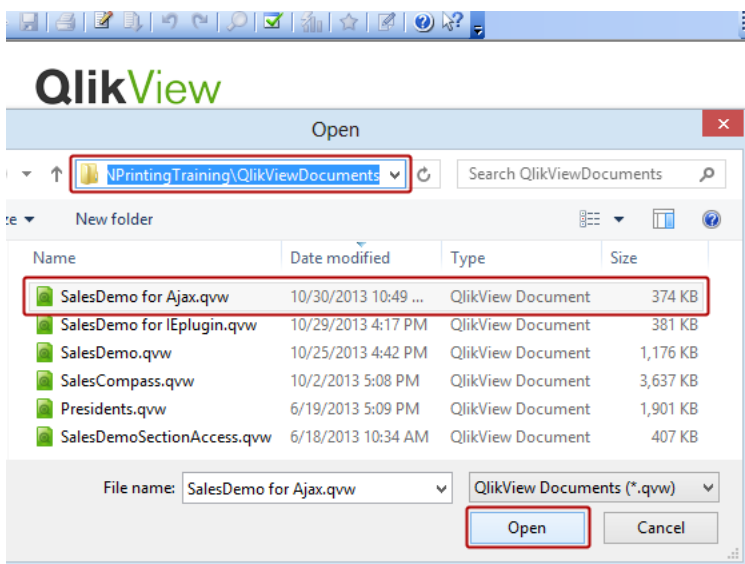 QlikView
Open
NPrintingTraining\QlikViewDocuments Search QlikViewDocuments
New folder
Name Date modified Type Size
SalesDemo for Ajax.qvw 10/30/2013 10:49 ... QlikView Document 374 KB
SalesDemo for IEplugin.qvw 10/29/2013 4:17 PM QlikView Document 381 KB
SalesDemo.qvw 10/25/2013 4:42 PM QlikView Document 1,176 KB
SalesCompass.qvw 10/2/2013 5:08 PM QlikView Document 3,637 KB
Presidents.qvw 6/19/2013 5:09 PM QlikView Document 1,901 KB
SalesDemoSectionAccess.qvw 6/18/2013 10:34 AM QlikView Document 407 KB
File name: SalesDemo for Ajax.qvw QlikView Documents (*.qvw)
Open Cancel